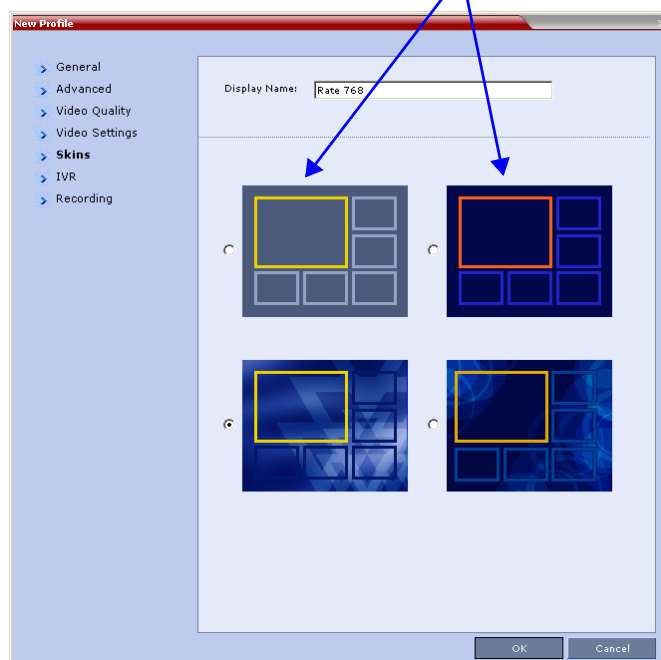 New Profile
General
Advanced
Video Quality
Video Settings
Skins
IVR
Recording
Display Name: Rate 768
OK Cancel